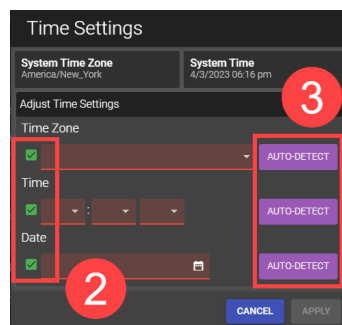 Time Settings
System Time Zone
America/New_York
System Time
4/3/2023 06:16 pm
3
Adjust Time Settings
Time Zone
AUTO-DETECT
Time
:
AUTO-DETECT
Date
AUTO-DETECT
2
CANCEL
APPLY